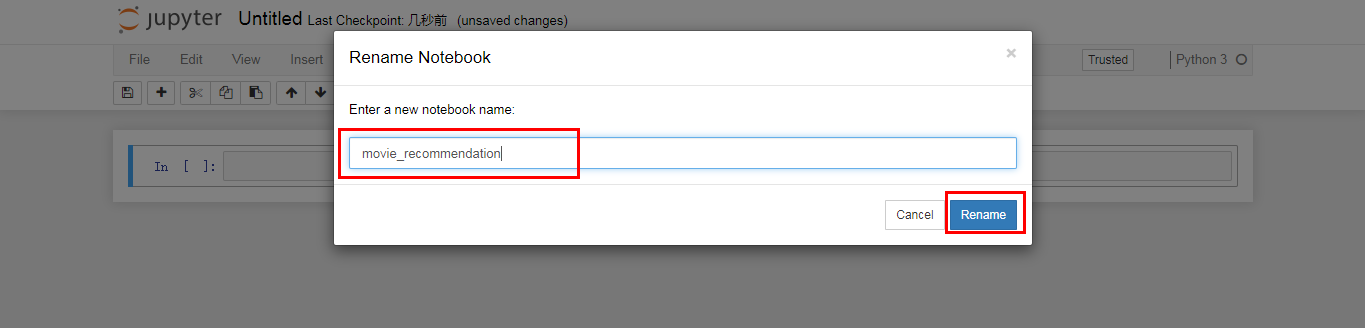 jupyter Untitled Last Checkpoint: 几秒前 (unsaved changes)
Rename Notebook ×
File Edit View Insert Trusted Python 3
Enter a new notebook name:
movie_recommendation
In [ ]:
Cancel Rename